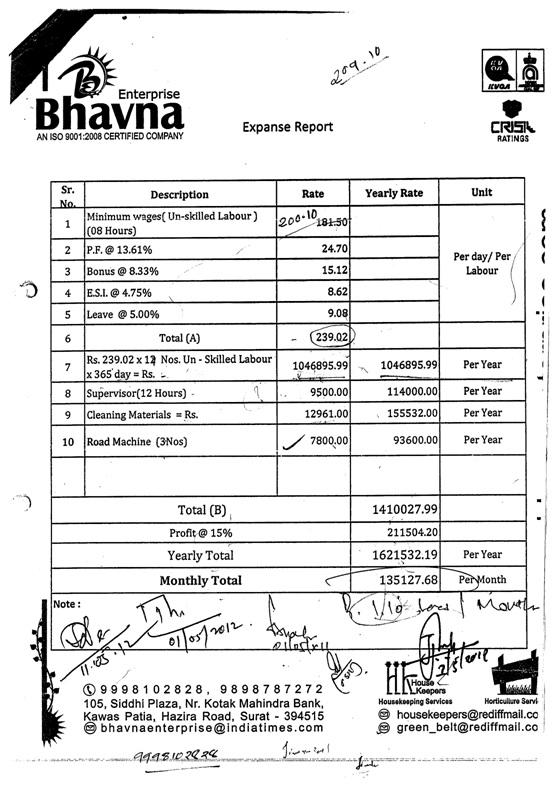 209.10
Enterprise
Bhavna
AN ISO 9001:2008 CERTIFIED COMPANY
KVQA
CRISIL
RATINGS
Expanse Report
Sr. No. Description Rate Yearly Rate Unit
1 Minimum wages( Un-skilled Labour ) (08 Hours) 200.10 181.50
Per day/ Per Labour
2 P.F. @ 13.61% 24.70
3 Bonus @ 8.33% 15.12
4 E.S.I. @ 4.75% 8.62
5 Leave @ 5.00% 9.08
6 Total (A) 239.02
7 Rs. 239.02 x 12 Nos. Un - Skilled Labour x 365 day = Rs. 1046895.99 1046895.99 Per Year
8 Supervisor(12 Hours) 9500.00 114000.00 Per Year
9 Cleaning Materials = Rs. 12961.00 155532.00 Per Year
10 Road Machine (3Nos) 7800.00 93600.00 Per Year
Total (B) 1410027.99
Profit @ 15% 211504.20
Yearly Total 1621532.19 Per Year
Monthly Total 135127.68 Per Month
Note :
11.05.12
01/05/2012
2/5/2012
House Keepers
Housekeeping Services
Horticulture Servi
9998102828, 9898787272
105, Siddhi Plaza, Nr. Kotak Mahindra Bank,
Kawas Patia, Hazira Road, Surat - 394515
bhavnaenterprise@indiatimes.com
housekeepers@rediffmail.co
green_belt@rediffmail.co
9998102828